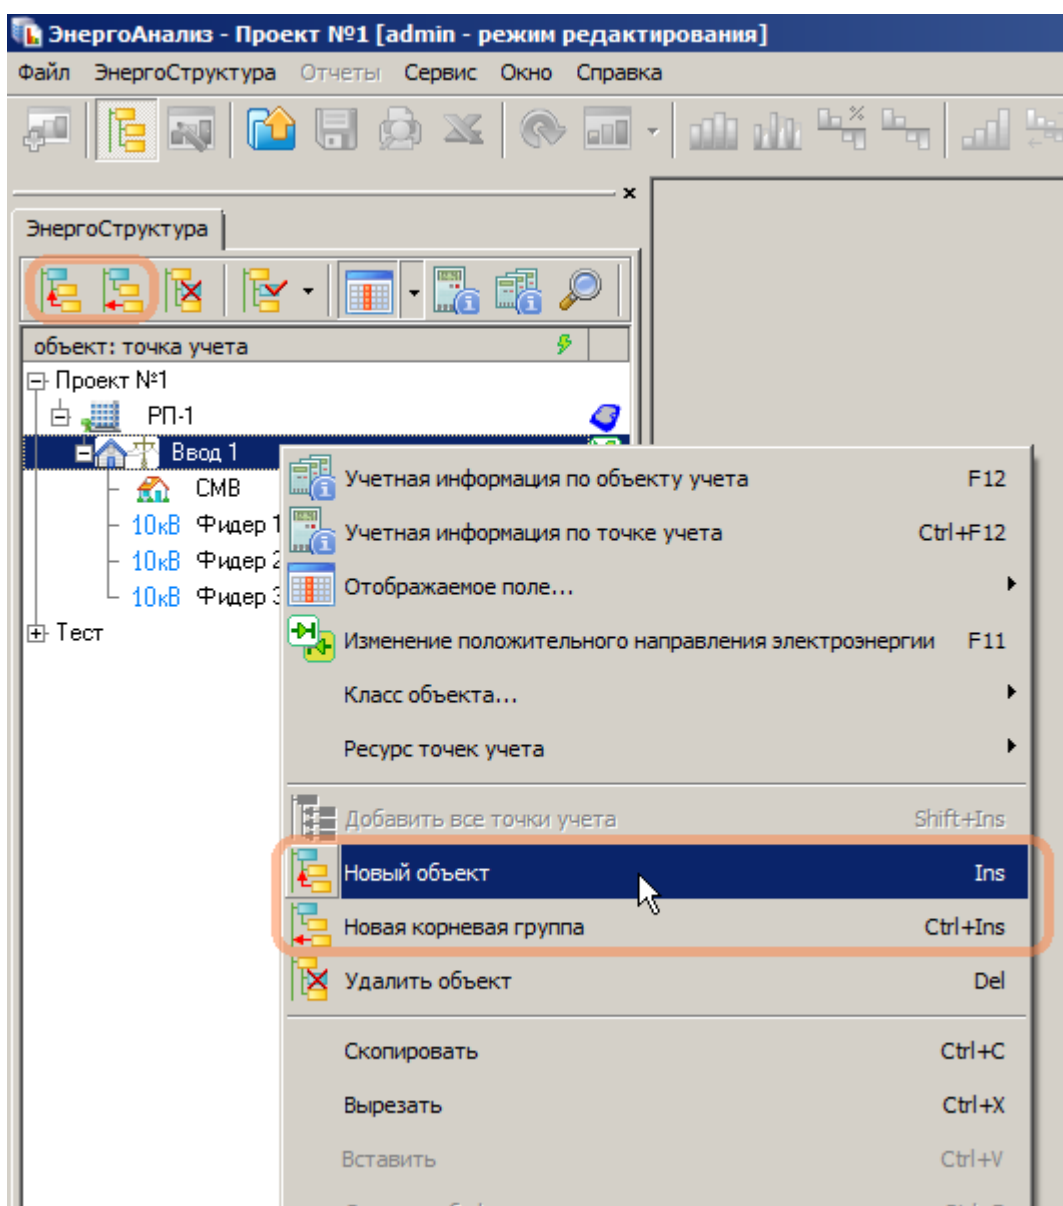 ЭнергоАнализ - Проект №1 [admin - режим редактирования]
Файл ЭнергоСтруктура Отчеты Сервис Окно Справка
ЭнергоСтруктура
объект: точка учета
Проект №1
РП-1
Ввод 1
СМВ
10кВ Фидер 1
10кВ Фидер 2
10кВ Фидер 3
Тест
Учетная информация по объекту учета F12
Учетная информация по точке учета Ctrl+F12
Отображаемое поле...
Изменение положительного направления электроэнергии F11
Класс объекта...
Ресурс точек учета
Добавить все точки учета Shift+Ins
Новый объект Ins
Новая корневая группа Ctrl+Ins
Удалить объект Del
Скопировать Ctrl+C
Вырезать Ctrl+X
Вставить Ctrl+V